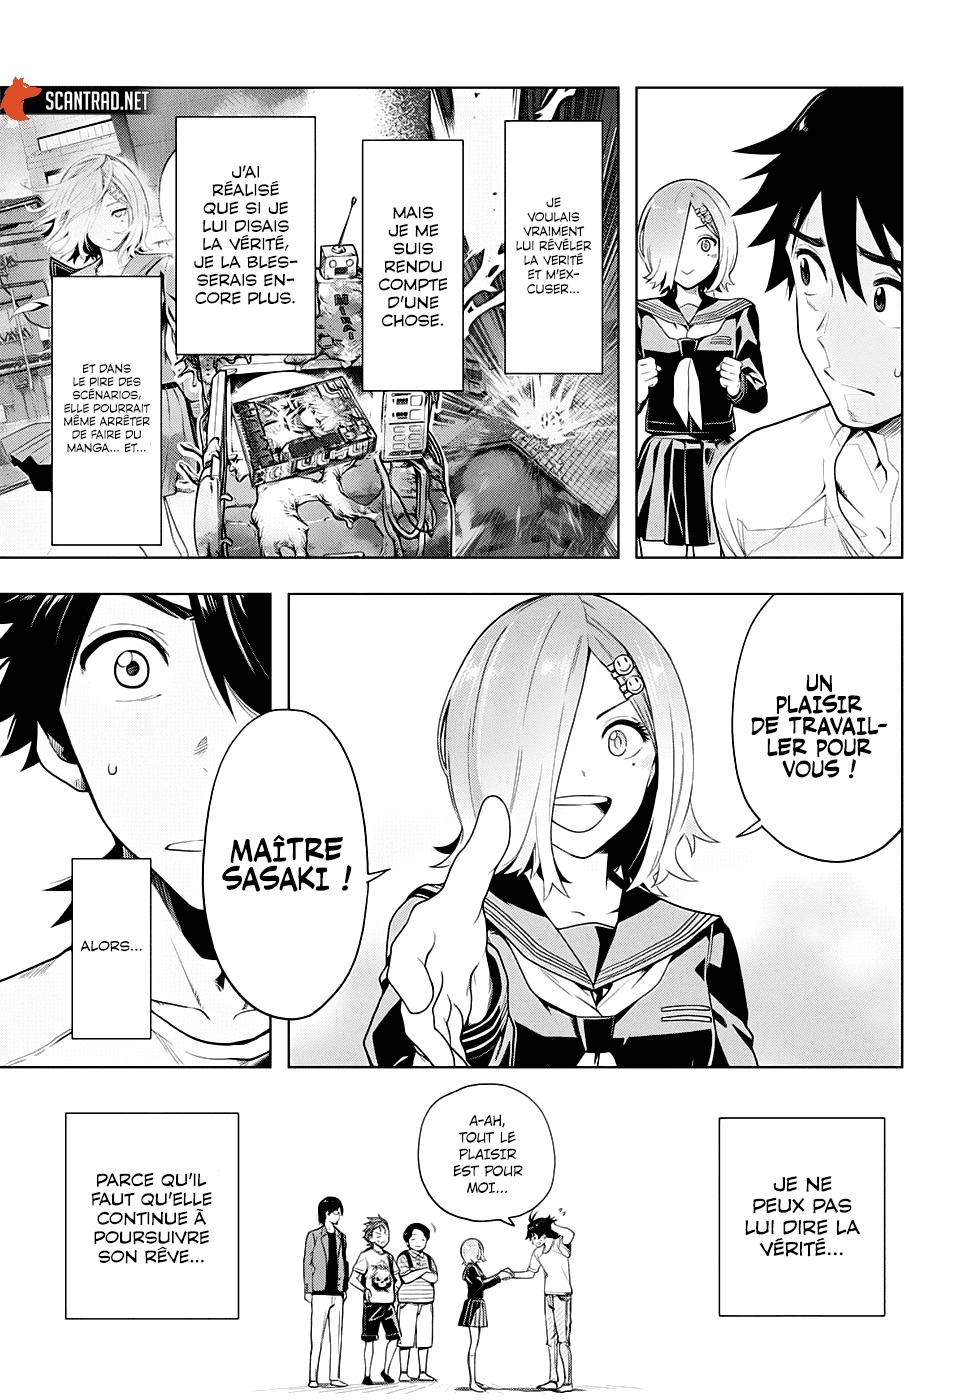 SCANTRAD.NET
JE
VOULAIS
VRAIMENT
LUI RÉVÉLER
LA VERITÉ
ET M'EX-
CUSER...
MAIS
JE ME
SUIS
RENDU
COMPTE
D'UNE
CHOSE.
J'AI
RÉALISÉ
QUE SI JE
LUI DISAIS
LA VÉRITÉ,
JE LA BLES-
SERAIS EN-
CORE PLUS.
ET DANS
LE PIRE DES
SCÉNARIOS,
ELLE POURRAIT
MÊME ARRÊTER
DE FAIRE DU
MANGA... ET...
MIRAI
UN
PLAISIR
DE TRAVAIL-
LER POUR
VOUS !
MAÎTRE
SASAKI !
ALORS...
JE NE
PEUX PAS
LUI DIRE LA
VÉRITÉ...
A-AH,
TOUT LE
PLAISIR
EST POUR
MOI...
PARCE QU'IL
FAUT QU'ELLE
CONTINUE À
POURSUIVRE
SON RÊVE...